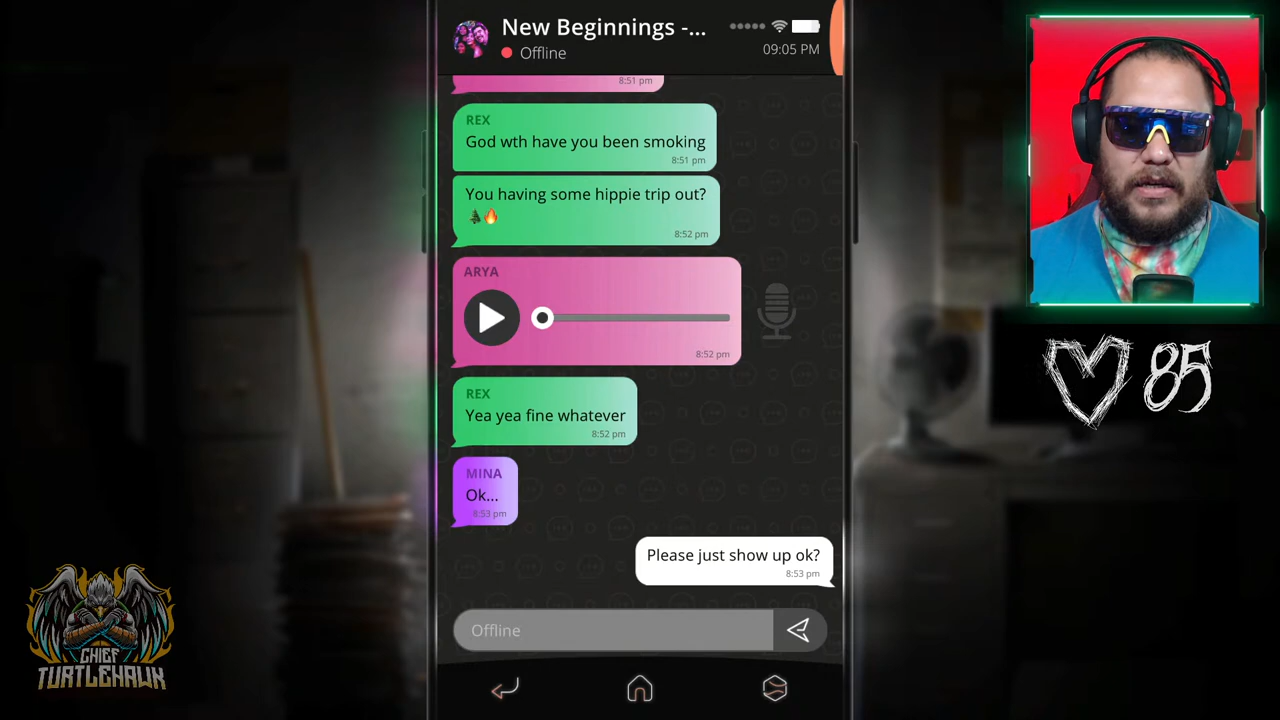 New Beginnings -...
Offline
09:05 PM
8:51 pm
REX
God wth have you been smoking
8:51 pm
You having some hippie trip out?
🌲🔥
8:52 pm
ARYA
8:52 pm
REX
Yea yea fine whatever
8:52 pm
MINA
Ok...
8:53 pm
Please just show up ok?
8:53 pm
Offline
85
CHIEF
TURTLEHAWK